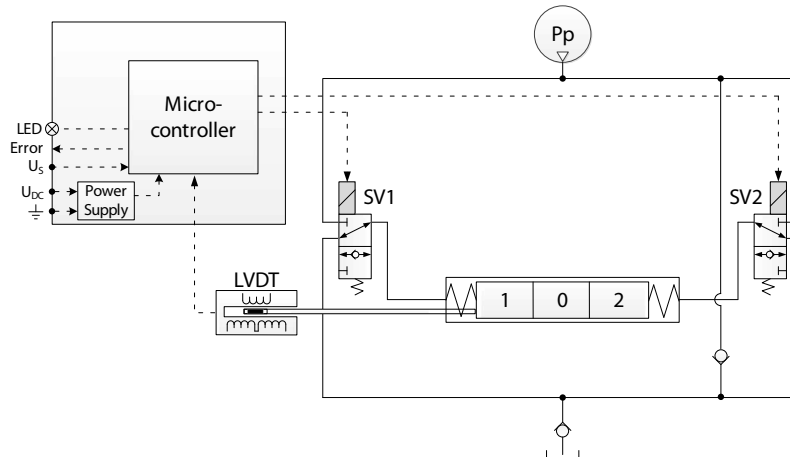 Pp
Micro-
controller
LED
Error
US
UDC
Power
Supply
SV1
SV2
LVDT
1 0 2